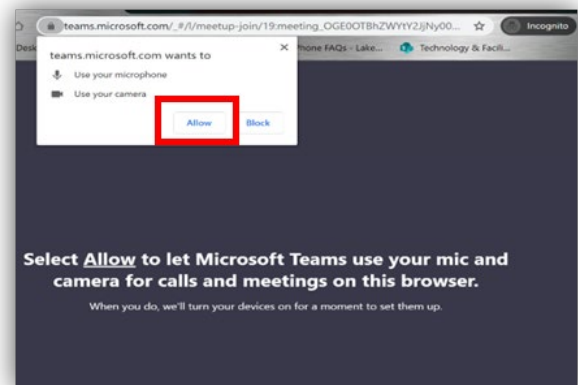 teams.microsoft.com/_#/l/meetup-join/19:meeting_OGE0OTBhZWYtY2JjNy00... Incognito
Phone FAQs - Lake... Technology & Facili...
teams.microsoft.com wants to
Use your microphone
Use your camera
Allow Block
Select Allow to let Microsoft Teams use your mic and
camera for calls and meetings on this browser.
When you do, we'll turn your devices on for a moment to set them up.